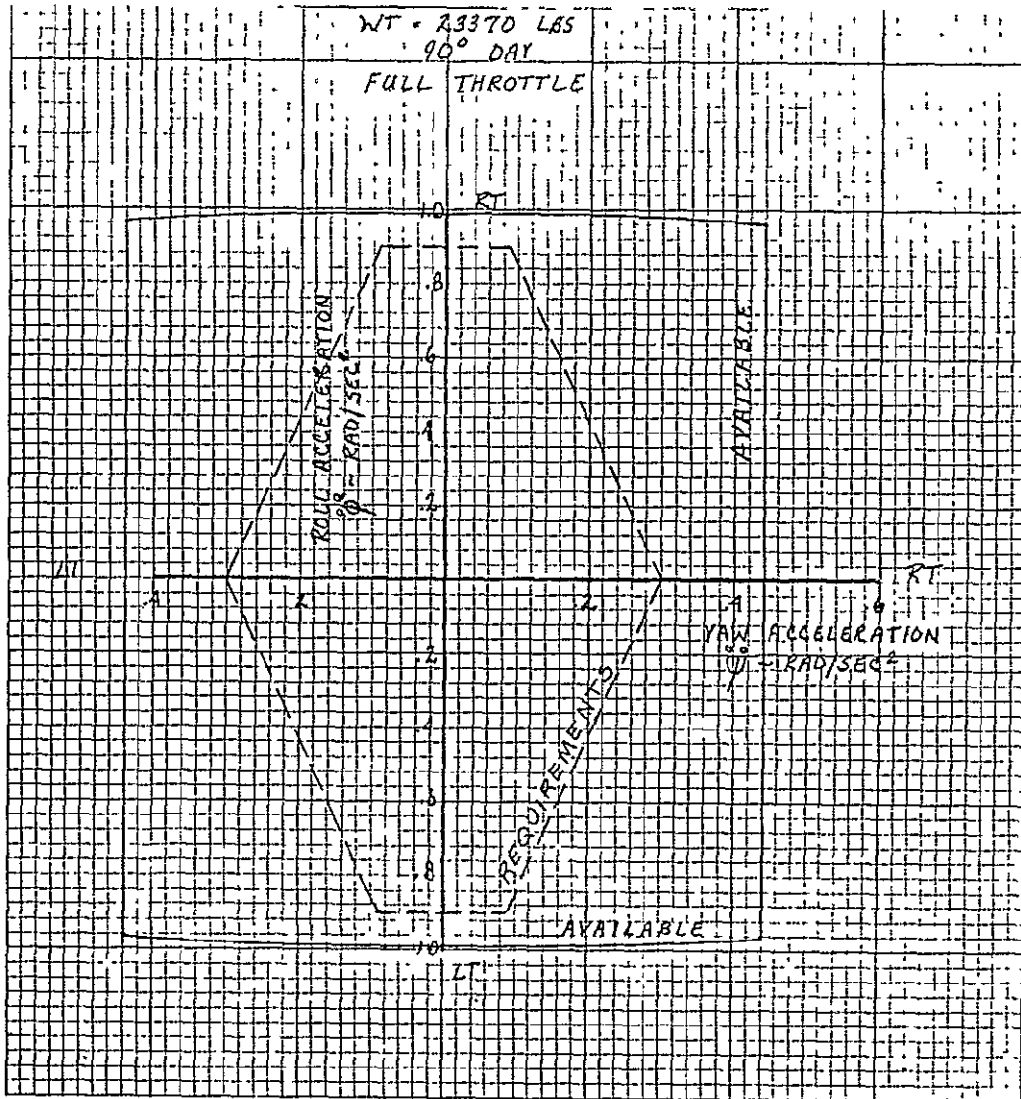 WT = 23370 LBS
90° DAY
FULL THROTTLE
RT
1.0
.8
.6
.4
.2
ROLL ACCELERATION
φ̈ ~ RAD/SEC²
AVAILABLE
LT
RT
.4
.2
.2
.4
.6
YAW ACCELERATION
ψ̈ ~ RAD/SEC²
.2
.4
.6
.8
REQUIREMENTS
AVAILABLE
1.0
LT